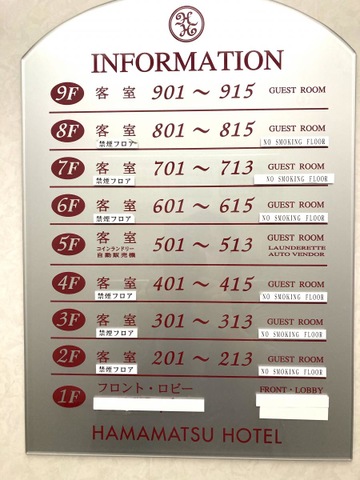 INFORMATION
9F 客室 901〜915 GUEST ROOM
8F 客室 801〜815 GUEST ROOM
禁煙フロア NO SMOKING FLOOR
7F 客室 701〜713 GUEST ROOM
禁煙フロア NO SMOKING FLOOR
6F 客室 601〜615 GUEST ROOM
禁煙フロア NO SMOKING FLOOR
5F 客室 501〜513 GUEST ROOM
コインランドリー LAUNDERETTE
自動販売機 AUTO VENDOR
4F 客室 401〜415 GUEST ROOM
禁煙フロア NO SMOKING FLOOR
3F 客室 301〜313 GUEST ROOM
禁煙フロア NO SMOKING FLOOR
2F 客室 201〜213 GUEST ROOM
禁煙フロア NO SMOKING FLOOR
1F フロント・ロビー FRONT・LOBBY
HAMAMATSU HOTEL